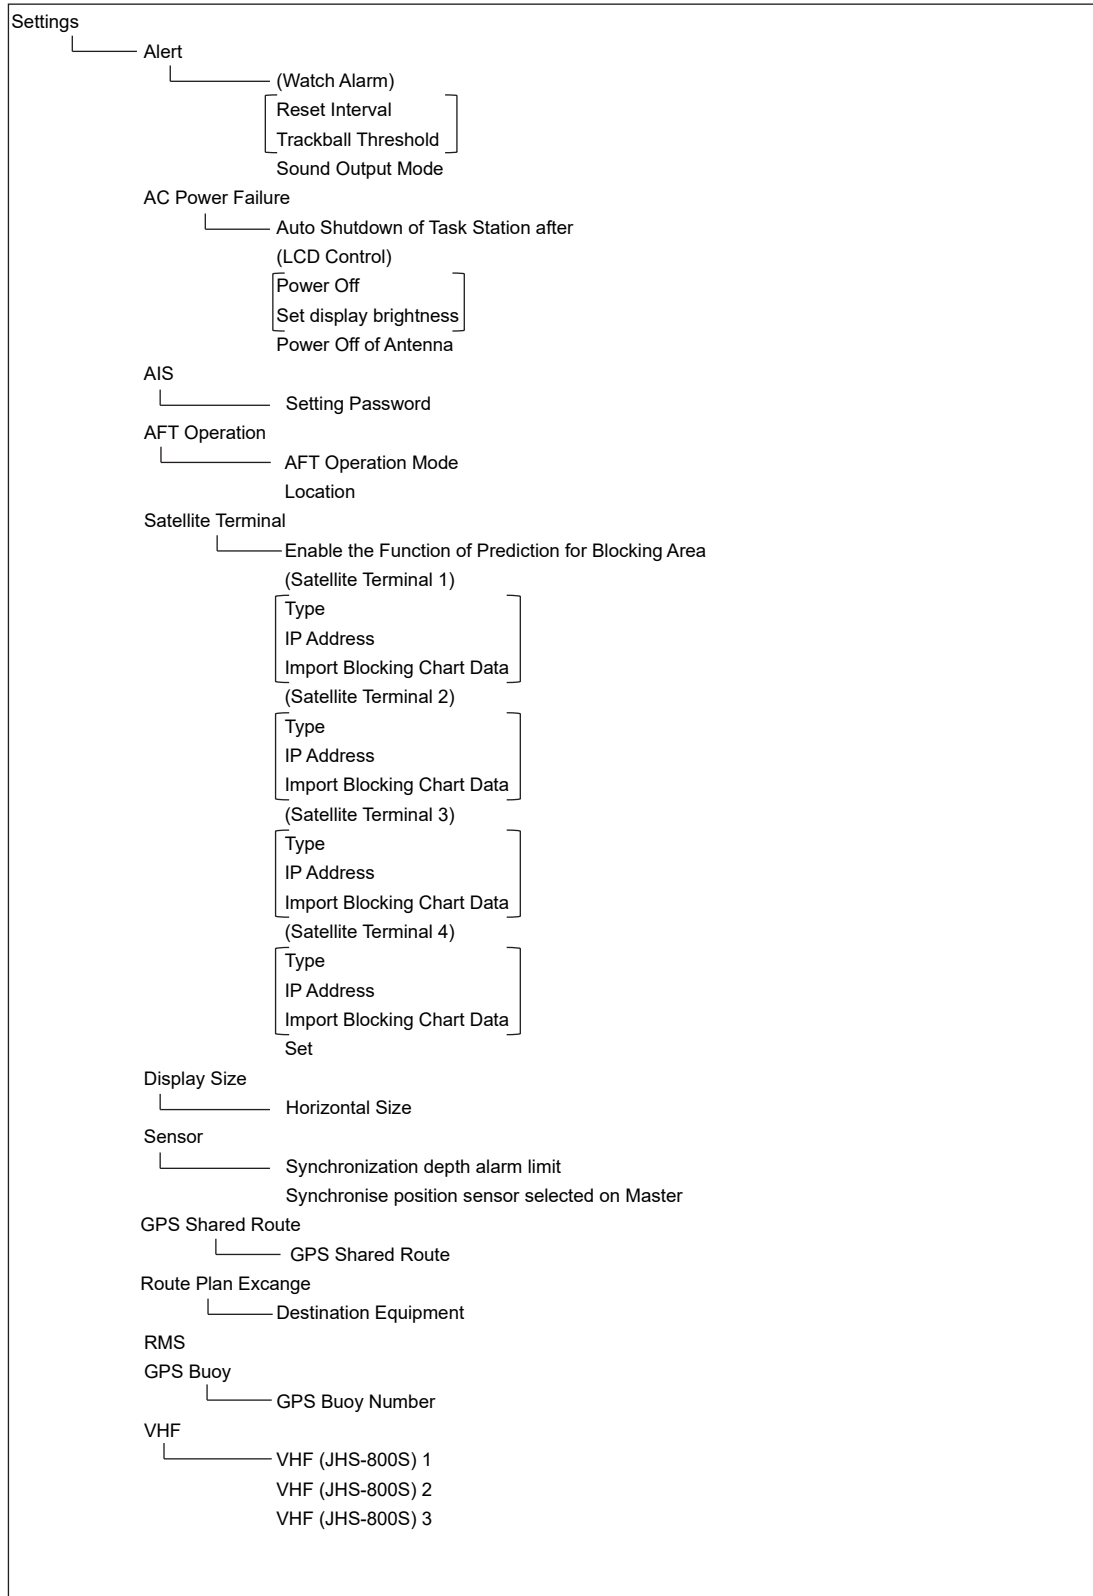 Settings
Alert
(Watch Alarm)
Reset Interval
Trackball Threshold
Sound Output Mode
AC Power Failure
Auto Shutdown of Task Station after
(LCD Control)
Power Off
Set display brightness
Power Off of Antenna
AIS
Setting Password
AFT Operation
AFT Operation Mode
Location
Satellite Terminal
Enable the Function of Prediction for Blocking Area
(Satellite Terminal 1)
Type
IP Address
Import Blocking Chart Data
(Satellite Terminal 2)
Type
IP Address
Import Blocking Chart Data
(Satellite Terminal 3)
Type
IP Address
Import Blocking Chart Data
(Satellite Terminal 4)
Type
IP Address
Import Blocking Chart Data
Set
Display Size
Horizontal Size
Sensor
Synchronization depth alarm limit
Synchronise position sensor selected on Master
GPS Shared Route
GPS Shared Route
Route Plan Excange
Destination Equipment
RMS
GPS Buoy
GPS Buoy Number
VHF
VHF (JHS-800S) 1
VHF (JHS-800S) 2
VHF (JHS-800S) 3